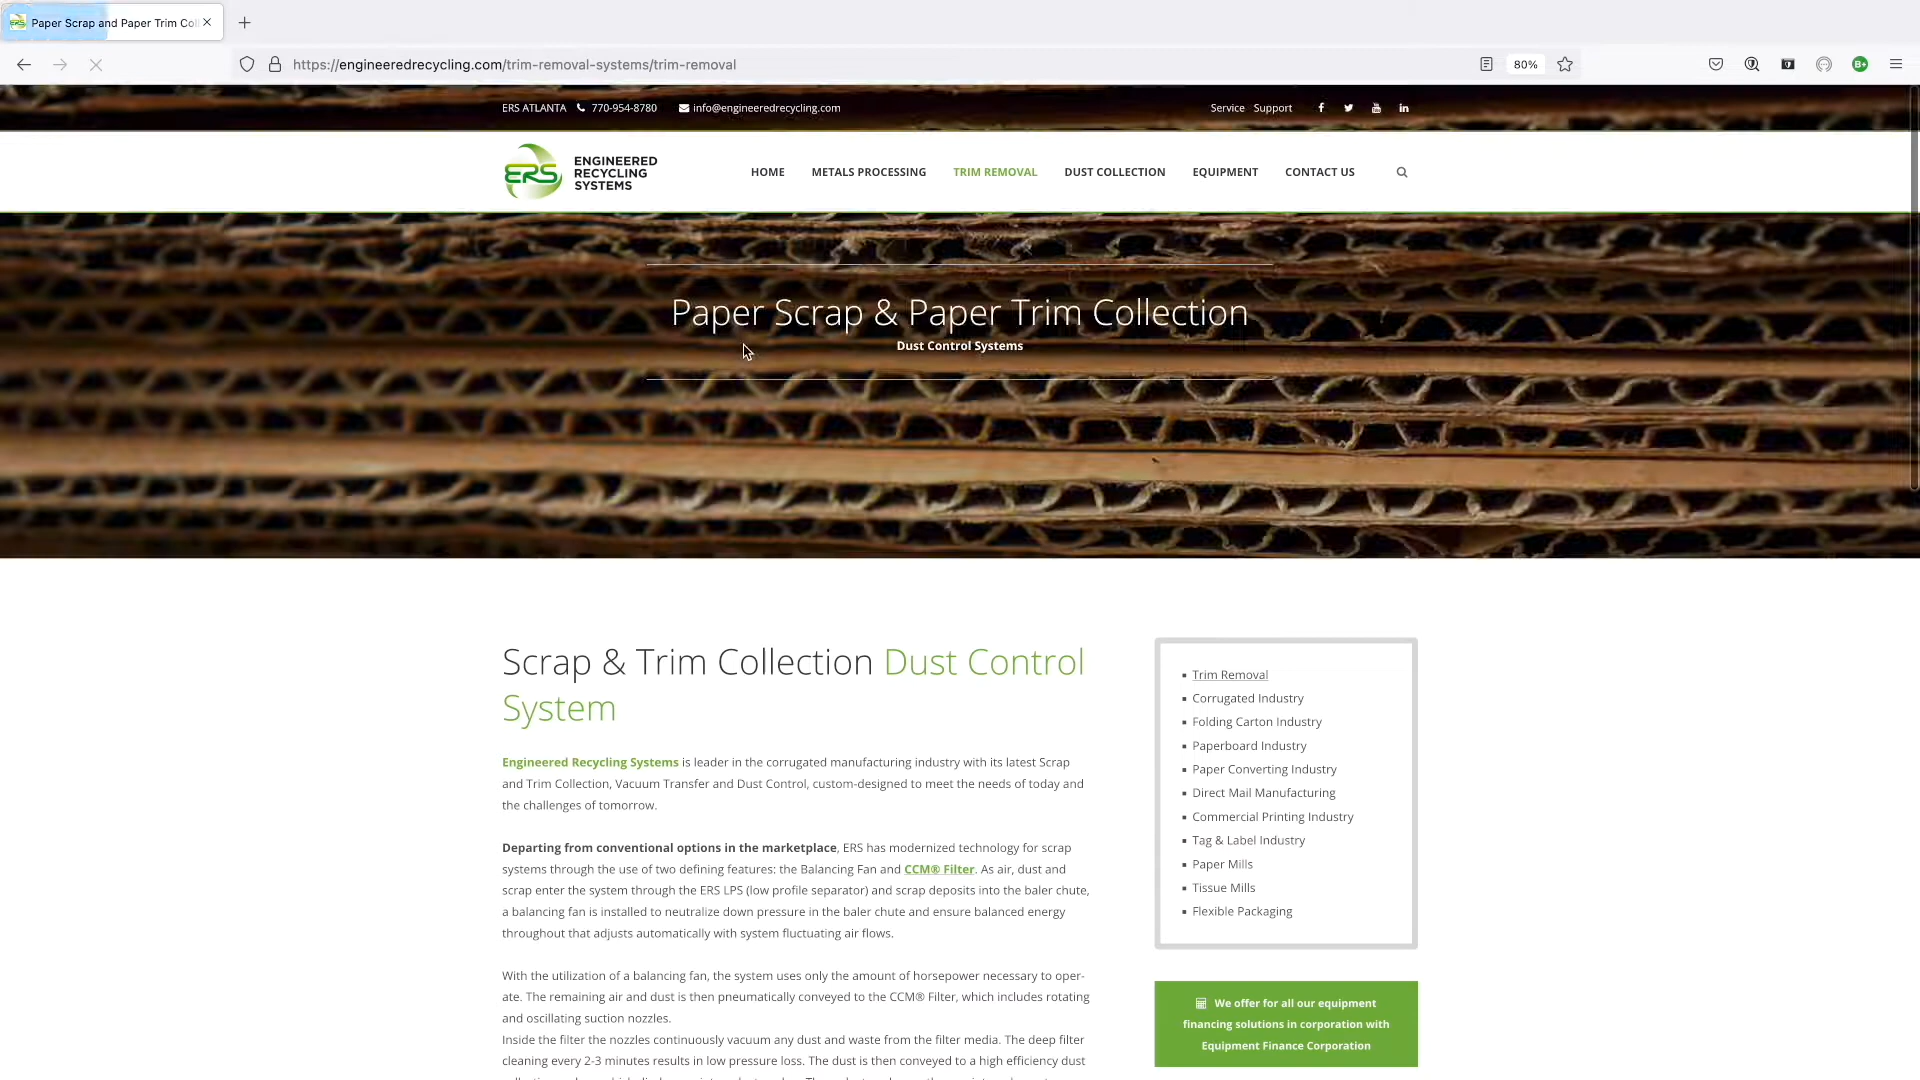 Paper Scrap and Paper Trim Col
https://engineeredrecycling.com/trim-removal-systems/trim-removal
80%
ERS ATLANTA 770-954-8780 info@engineeredrecycling.com
Service Support
ERS ENGINEERED RECYCLING SYSTEMS
HOME METALS PROCESSING TRIM REMOVAL DUST COLLECTION EQUIPMENT CONTACT US
Paper Scrap & Paper Trim Collection
Dust Control Systems
Scrap & Trim Collection Dust Control
System
Engineered Recycling Systems is leader in the corrugated manufacturing industry with its latest Scrap
and Trim Collection, Vacuum Transfer and Dust Control, custom-designed to meet the needs of today and
the challenges of tomorrow.
Departing from conventional options in the marketplace, ERS has modernized technology for scrap
systems through the use of two defining features: the Balancing Fan and CCM® Filter. As air, dust and
scrap enter the system through the ERS LPS (low profile separator) and scrap deposits into the baler chute,
a balancing fan is installed to neutralize down pressure in the baler chute and ensure balanced energy
throughout that adjusts automatically with system fluctuating air flows.
With the utilization of a balancing fan, the system uses only the amount of horsepower necessary to oper-
ate. The remaining air and dust is then pneumatically conveyed to the CCM® Filter, which includes rotating
and oscillating suction nozzles.
Inside the filter the nozzles continuously vacuum any dust and waste from the filter media. The deep filter
cleaning every 2-3 minutes results in low pressure loss. The dust is then conveyed to a high efficiency dust
Trim Removal
Corrugated Industry
Folding Carton Industry
Paperboard Industry
Paper Converting Industry
Direct Mail Manufacturing
Commercial Printing Industry
Tag & Label Industry
Paper Mills
Tissue Mills
Flexible Packaging
We offer for all our equipment
financing solutions in corporation with
Equipment Finance Corporation